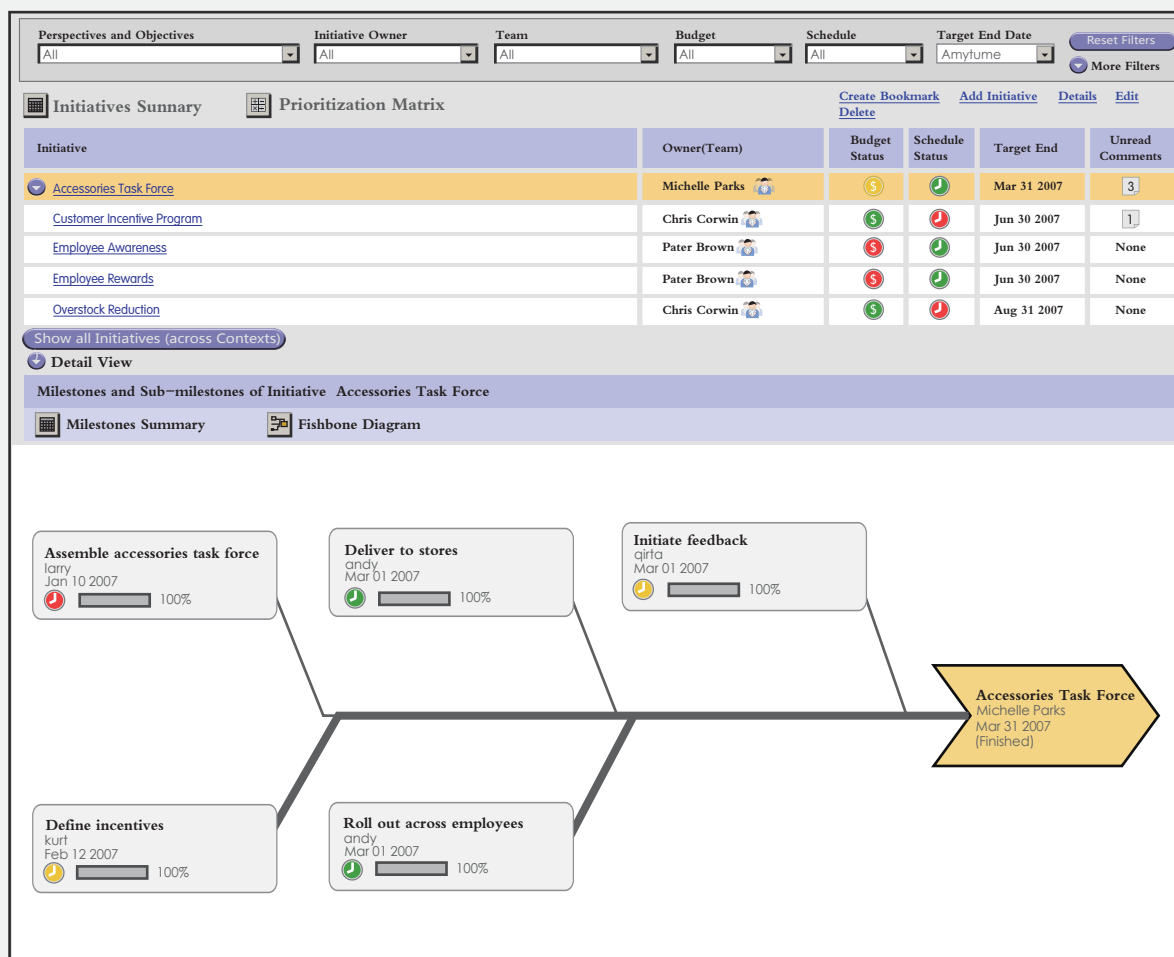 Perspectives and Objectives Initiative Owner Team Budget Schedule Target End Date
All All All All All Amytume
Reset Filters
More Filters
Initiatives Sunnary Prioritization Matrix
Create Bookmark Add Initiative Details Edit
Delete
Initiative Owner(Team) Budget Status Schedule Status Target End Unread Comments
Accessories Task Force Michelle Parks $ Mar 31 2007 3
Customer Incentive Program Chris Corwin $ Jun 30 2007 1
Employee Awareness Pater Brown $ Jun 30 2007 None
Employee Rewards Pater Brown $ Jun 30 2007 None
Overstock Reduction Chris Corwin $ Aug 31 2007 None
Show all Initiatives (across Contexts)
Detail View
Milestones and Sub-milestones of Initiative Accessories Task Force
Milestones Summary Fishbone Diagram
Assemble accessories task force
larry
Jan 10 2007
100%
Deliver to stores
andy
Mar 01 2007
100%
Initiate feedback
qirta
Mar 01 2007
100%
Accessories Task Force
Michelle Parks
Mar 31 2007
(Finished)
Define incentives
kurt
Feb 12 2007
100%
Roll out across employees
andy
Mar 01 2007
100%